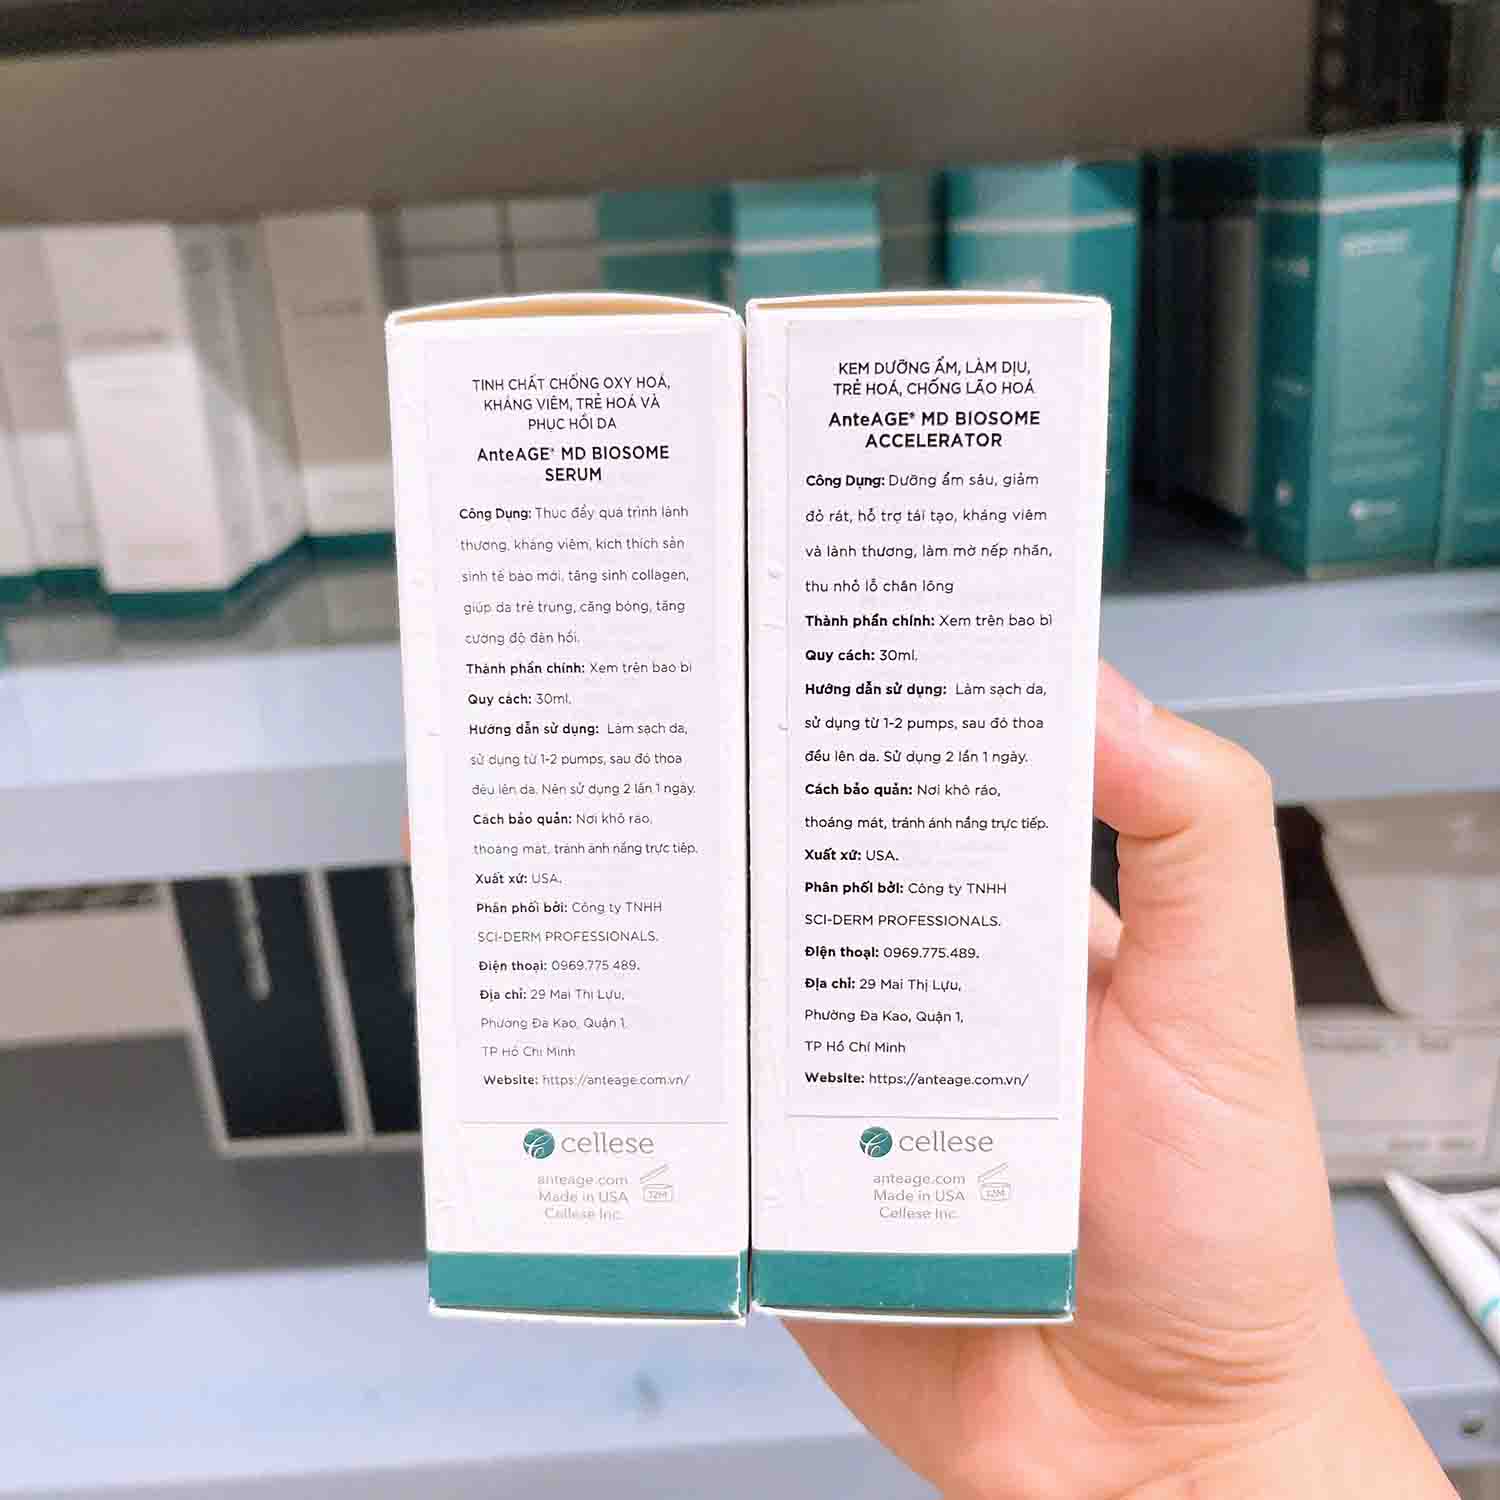 TINH CHẤT CHỐNG OXY HOÁ,
KHÁNG VIÊM, TRẺ HOÁ VÀ
PHỤC HỒI DA
AnteAGE® MD BIOSOME
SERUM
Công Dụng: Thúc đẩy quá trình lành
thương, kháng viêm, kích thích sản
sinh tế bào mới, tăng sinh collagen,
giúp da trẻ trung, căng bóng, tăng
cường độ đàn hồi.
Thành phần chính: Xem trên bao bì
Quy cách: 30ml.
Hướng dẫn sử dụng: Làm sạch da,
sử dụng từ 1-2 pumps, sau đó thoa
đều lên da. Nên sử dụng 2 lần 1 ngày.
Cách bảo quản: Nơi khô ráo,
thoáng mát, tránh ánh nắng trực tiếp.
Xuất xứ: USA.
Phân phối bởi: Công ty TNHH
SCI-DERM PROFESSIONALS.
Điện thoại: 0969.775.489.
Địa chỉ: 29 Mai Thị Lựu,
Phường Đa Kao, Quận 1,
TP Hồ Chí Minh
Website: https://anteage.com.vn/
cellese
anteage.com
Made in USA
Cellese Inc.
12M
KEM DƯỠNG ẨM, LÀM DỊU,
TRẺ HOÁ, CHỐNG LÃO HOÁ
AnteAGE® MD BIOSOME
ACCELERATOR
Công Dụng: Dưỡng ẩm sâu, giảm
đỏ rát, hỗ trợ tái tạo, kháng viêm
và lành thương, làm mờ nếp nhăn,
thu nhỏ lỗ chân lông
Thành phần chính: Xem trên bao bì
Quy cách: 30ml.
Hướng dẫn sử dụng: Làm sạch da,
sử dụng từ 1-2 pumps, sau đó thoa
đều lên da. Sử dụng 2 lần 1 ngày.
Cách bảo quản: Nơi khô ráo,
thoáng mát, tránh ánh nắng trực tiếp.
Xuất xứ: USA.
Phân phối bởi: Công ty TNHH
SCI-DERM PROFESSIONALS.
Điện thoại: 0969.775.489.
Địa chỉ: 29 Mai Thị Lựu,
Phường Đa Kao, Quận 1,
TP Hồ Chí Minh
Website: https://anteage.com.vn/
cellese
anteage.com
Made in USA
Cellese Inc.
12M